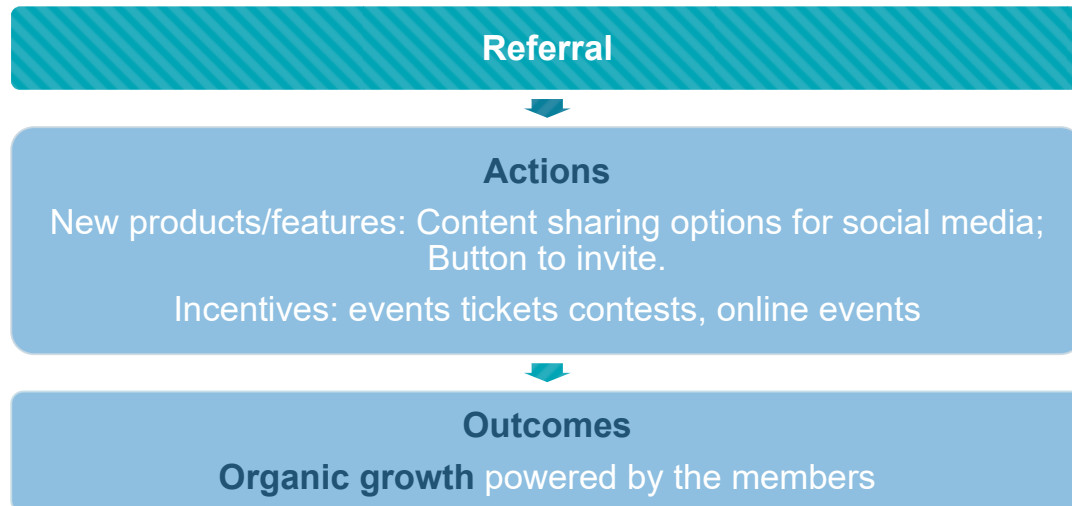 Referral
Actions
New products/features: Content sharing options for social media;
Button to invite.
Incentives: events tickets contests, online events
Outcomes
Organic growth powered by the members